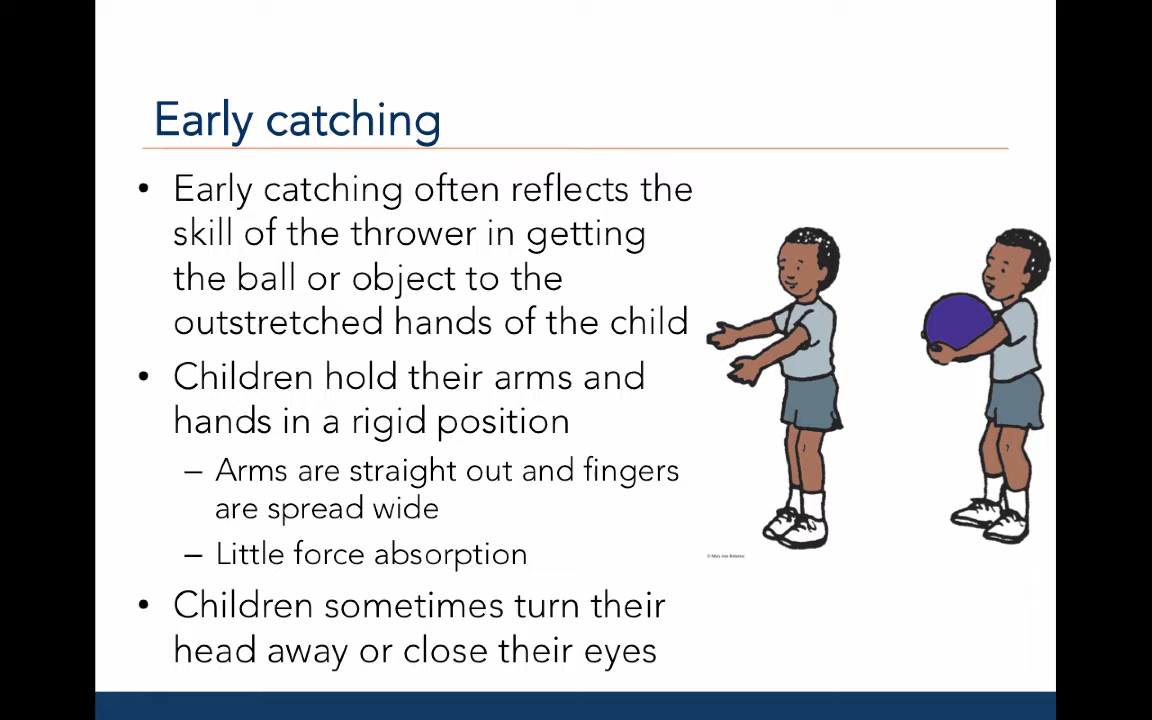 Early catching
• Early catching often reflects the
skill of the thrower in getting
the ball or object to the
outstretched hands of the child
• Children hold their arms and
hands in a rigid position
– Arms are straight out and fingers
are spread wide
– Little force absorption
• Children sometimes turn their
head away or close their eyes
© Mary Ann